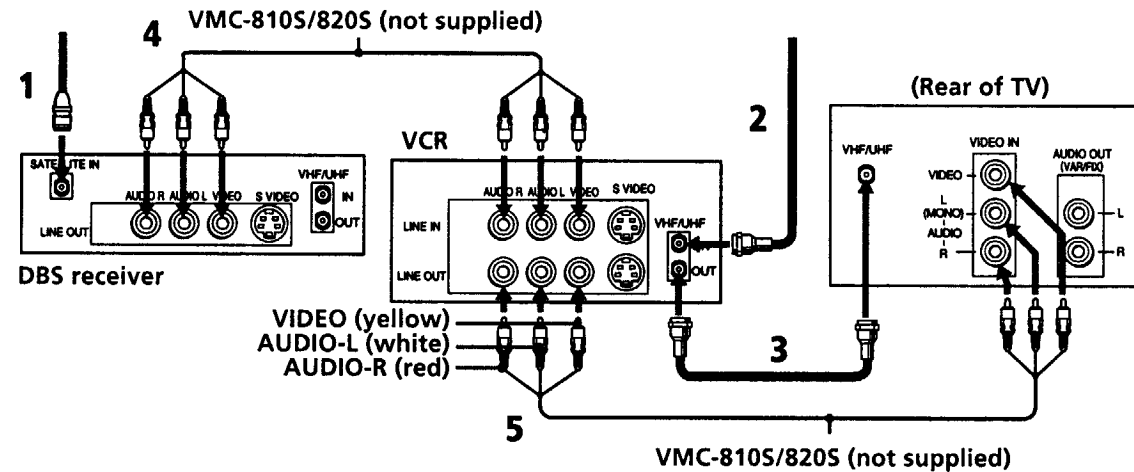 VMC-810S/820S (not supplied)
4
1
2
(Rear of TV)
VCR
SATELLITE IN
VHF/UHF
IN
OUT
AUDIO R AUDIO L VIDEO S VIDEO
LINE OUT
DBS receiver
AUDIO R AUDIO L VIDEO S VIDEO
LINE IN
LINE OUT
VHF/UHF
IN
OUT
VHF/UHF
VIDEO IN
VIDEO
L
(MONO)
AUDIO
R
AUDIO OUT
(VAR/FIX)
L
R
VIDEO (yellow)
AUDIO-L (white)
AUDIO-R (red)
3
5
VMC-810S/820S (not supplied)